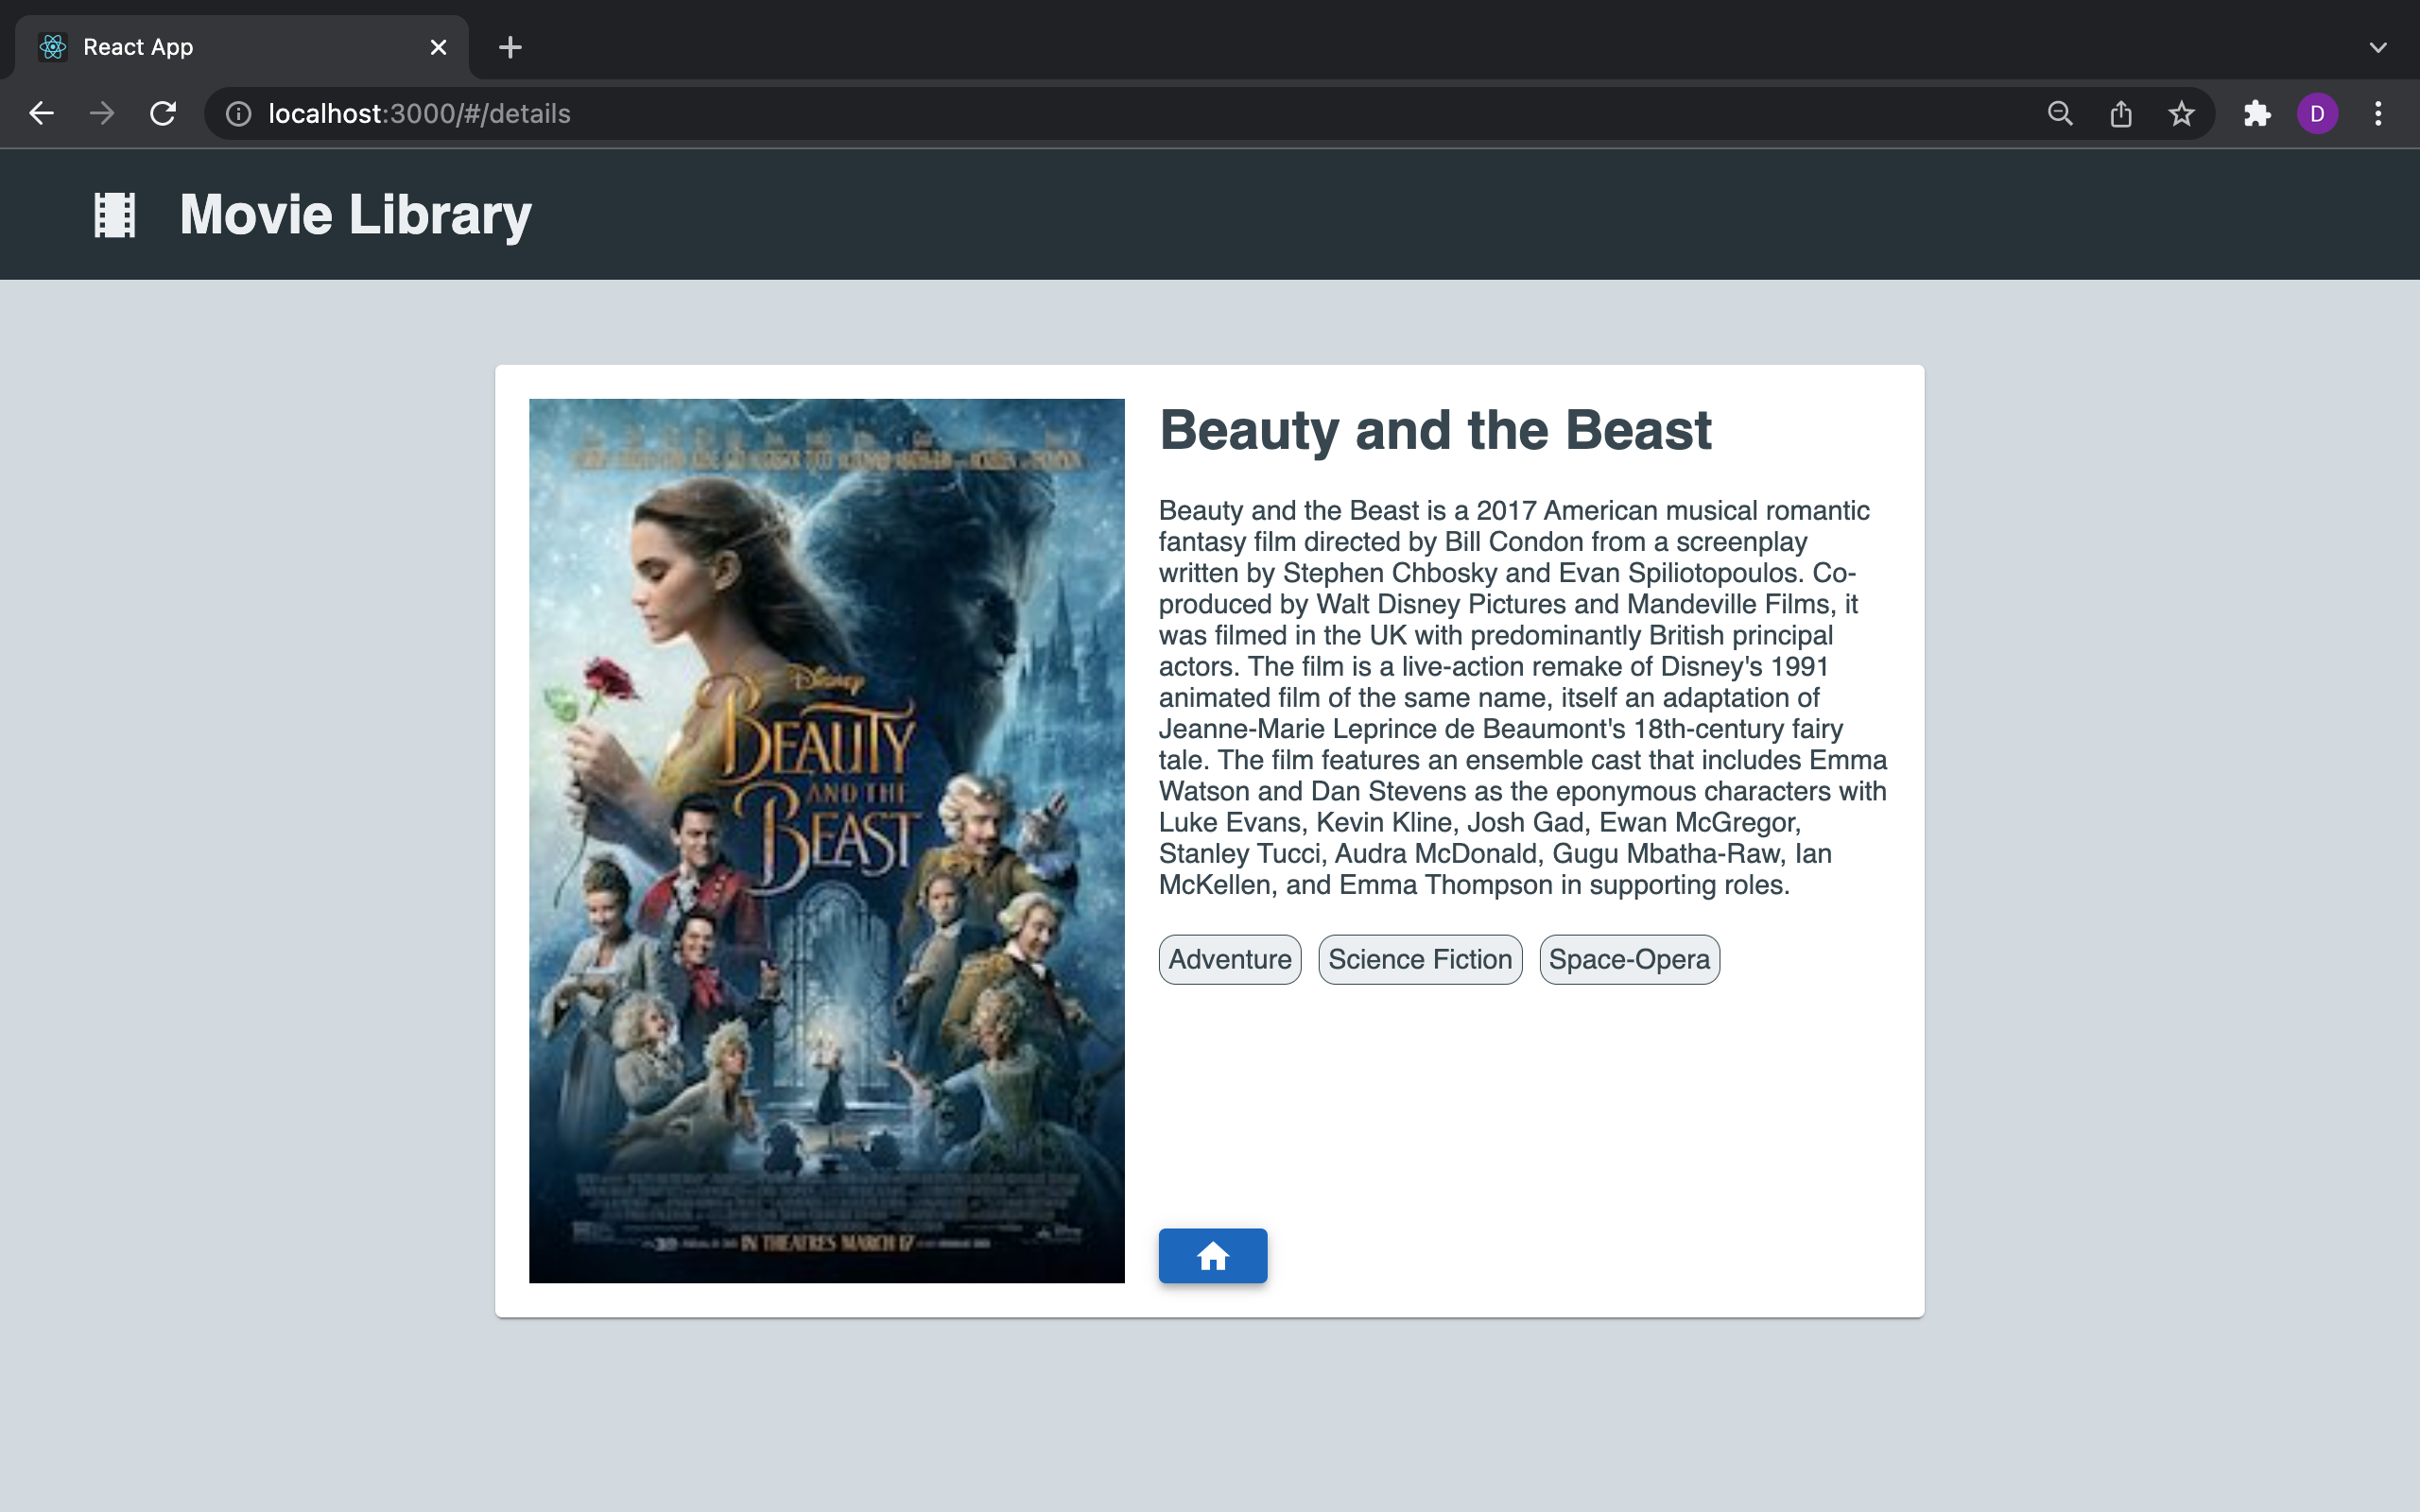 React App
localhost:3000/#/details
D
Movie Library
Beauty and the Beast
Beauty and the Beast is a 2017 American musical romantic
fantasy film directed by Bill Condon from a screenplay
written by Stephen Chbosky and Evan Spiliotopoulos. Co-
produced by Walt Disney Pictures and Mandeville Films, it
was filmed in the UK with predominantly British principal
actors. The film is a live-action remake of Disney's 1991
animated film of the same name, itself an adaptation of
Jeanne-Marie Leprince de Beaumont's 18th-century fairy
tale. The film features an ensemble cast that includes Emma
Watson and Dan Stevens as the eponymous characters with
Luke Evans, Kevin Kline, Josh Gad, Ewan McGregor,
Stanley Tucci, Audra McDonald, Gugu Mbatha-Raw, Ian
McKellen, and Emma Thompson in supporting roles.
Adventure Science Fiction Space-Opera
Disney
BEAUTY
AND THE
BEAST
IN THEATRES MARCH 17